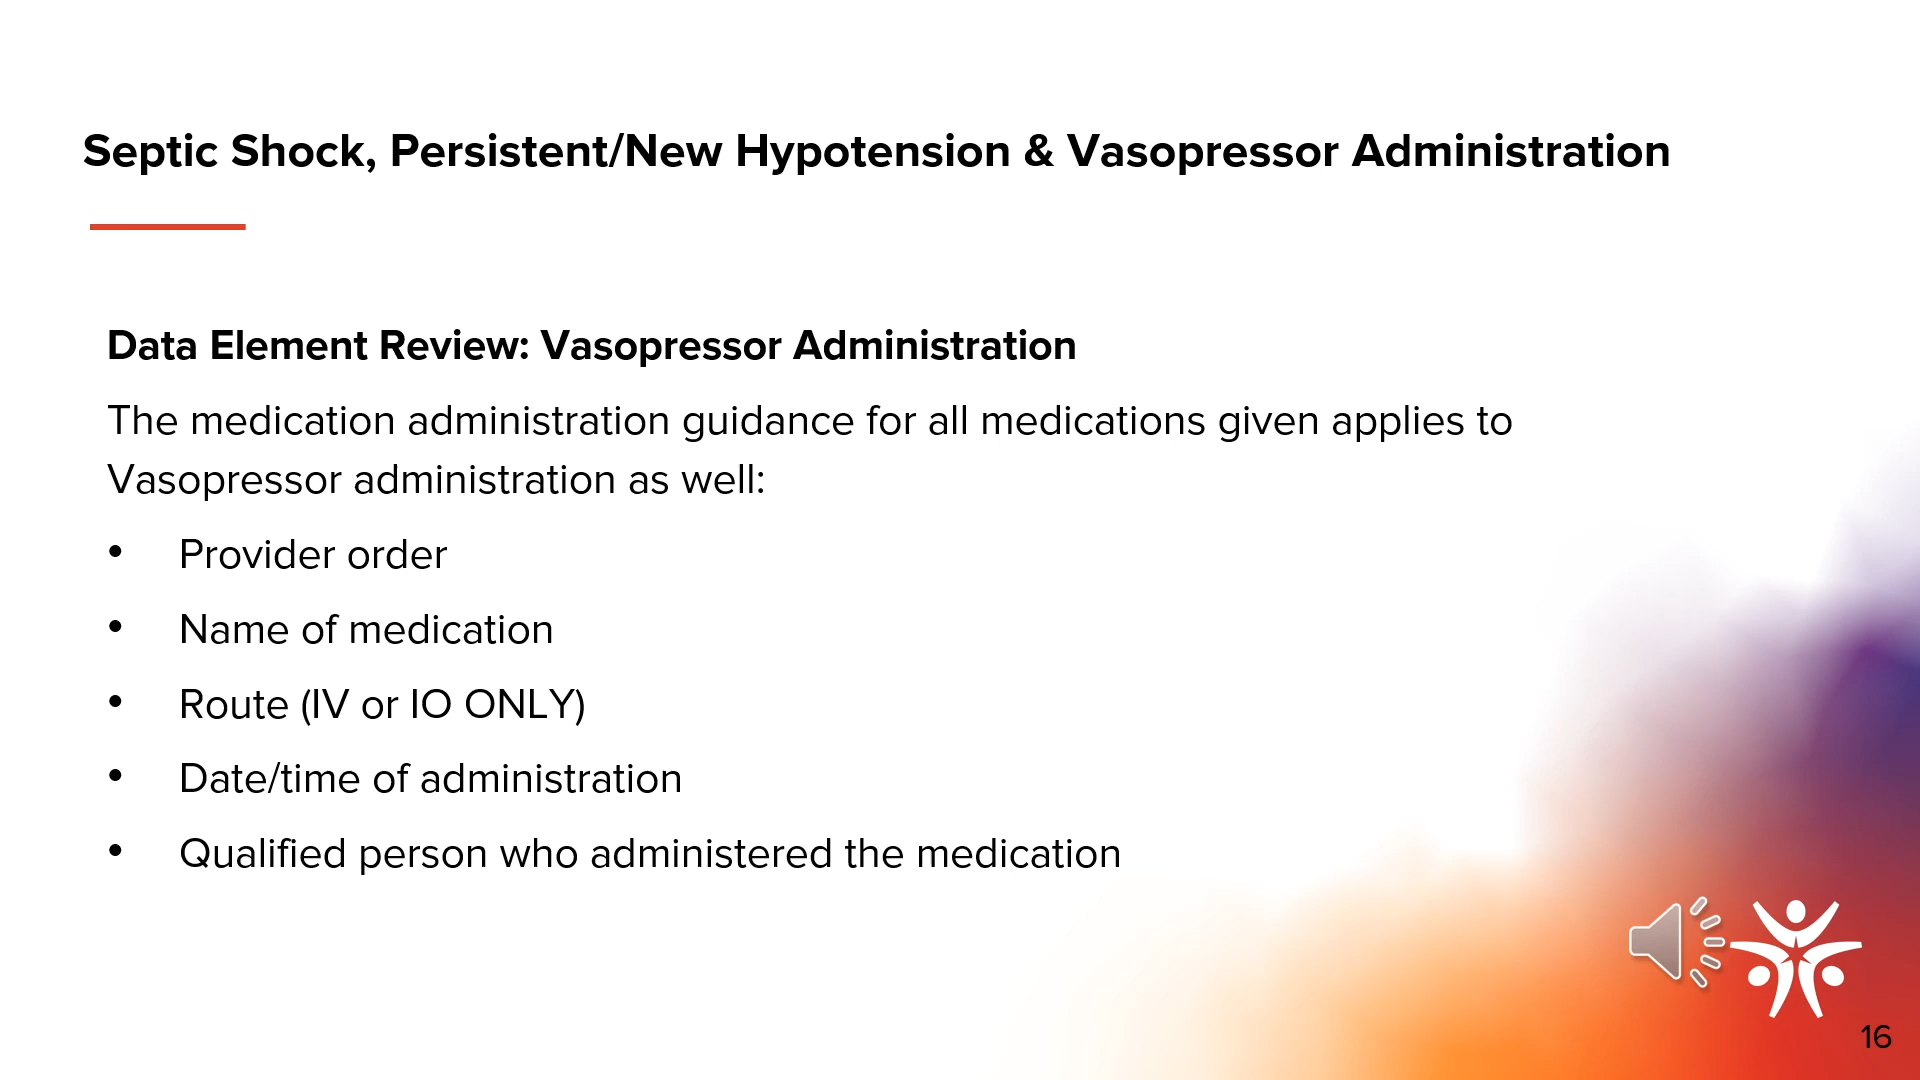 Septic Shock, Persistent/New Hypotension & Vasopressor Administration
Data Element Review: Vasopressor Administration
The medication administration guidance for all medications given applies to
Vasopressor administration as well:
• Provider order
• Name of medication
• Route (IV or IO ONLY)
• Date/time of administration
• Qualified person who administered the medication
16